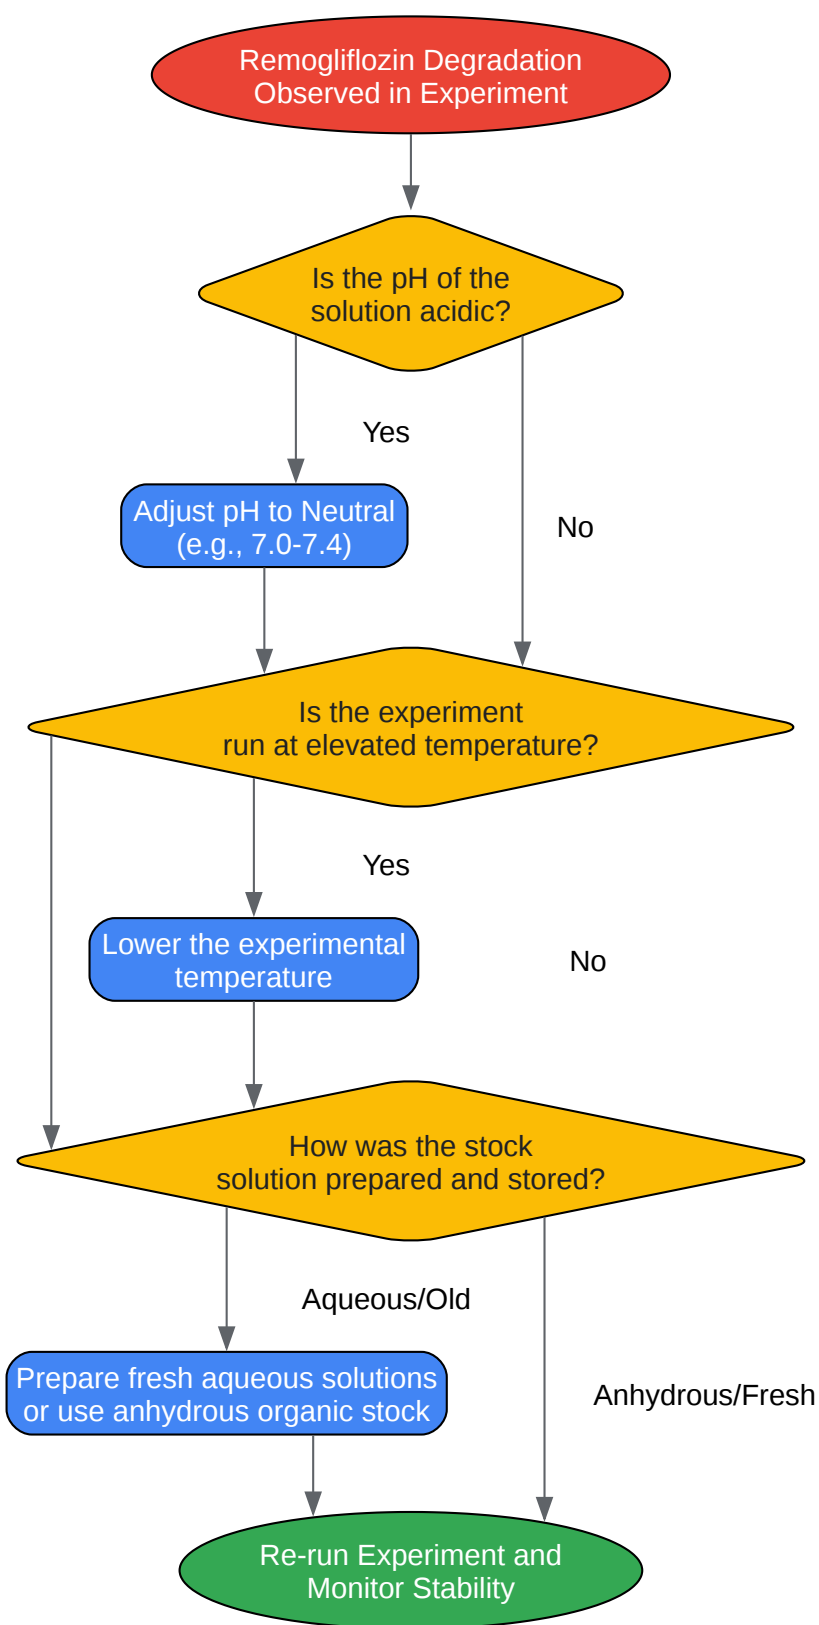 Remogliflozin Degradation
Observed in Experiment
Is the pH of the
solution acidic?
Yes
Adjust pH to Neutral
(e.g., 7.0-7.4)
No
Is the experiment
run at elevated temperature?
Yes
Lower the experimental
temperature
No
How was the stock
solution prepared and stored?
Aqueous/Old
Prepare fresh aqueous solutions
or use anhydrous organic stock
Anhydrous/Fresh
Re-run Experiment and
Monitor Stability